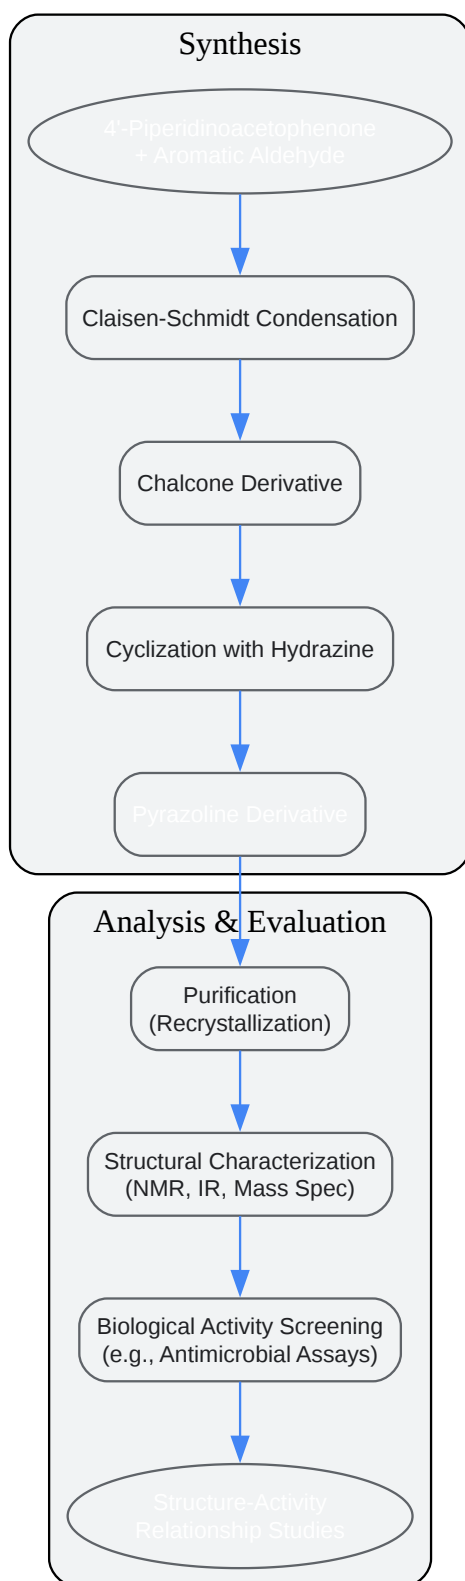 Synthesis
4'-Piperidinoacetophenone
+ Aromatic Aldehyde
Claisen-Schmidt Condensation
Chalcone Derivative
Cyclization with Hydrazine
Pyrazoline Derivative
Analysis & Evaluation
Purification
(Recrystallization)
Structural Characterization
(NMR, IR, Mass Spec)
Biological Activity Screening
(e.g., Antimicrobial Assays)
Structure-Activity
Relationship Studies